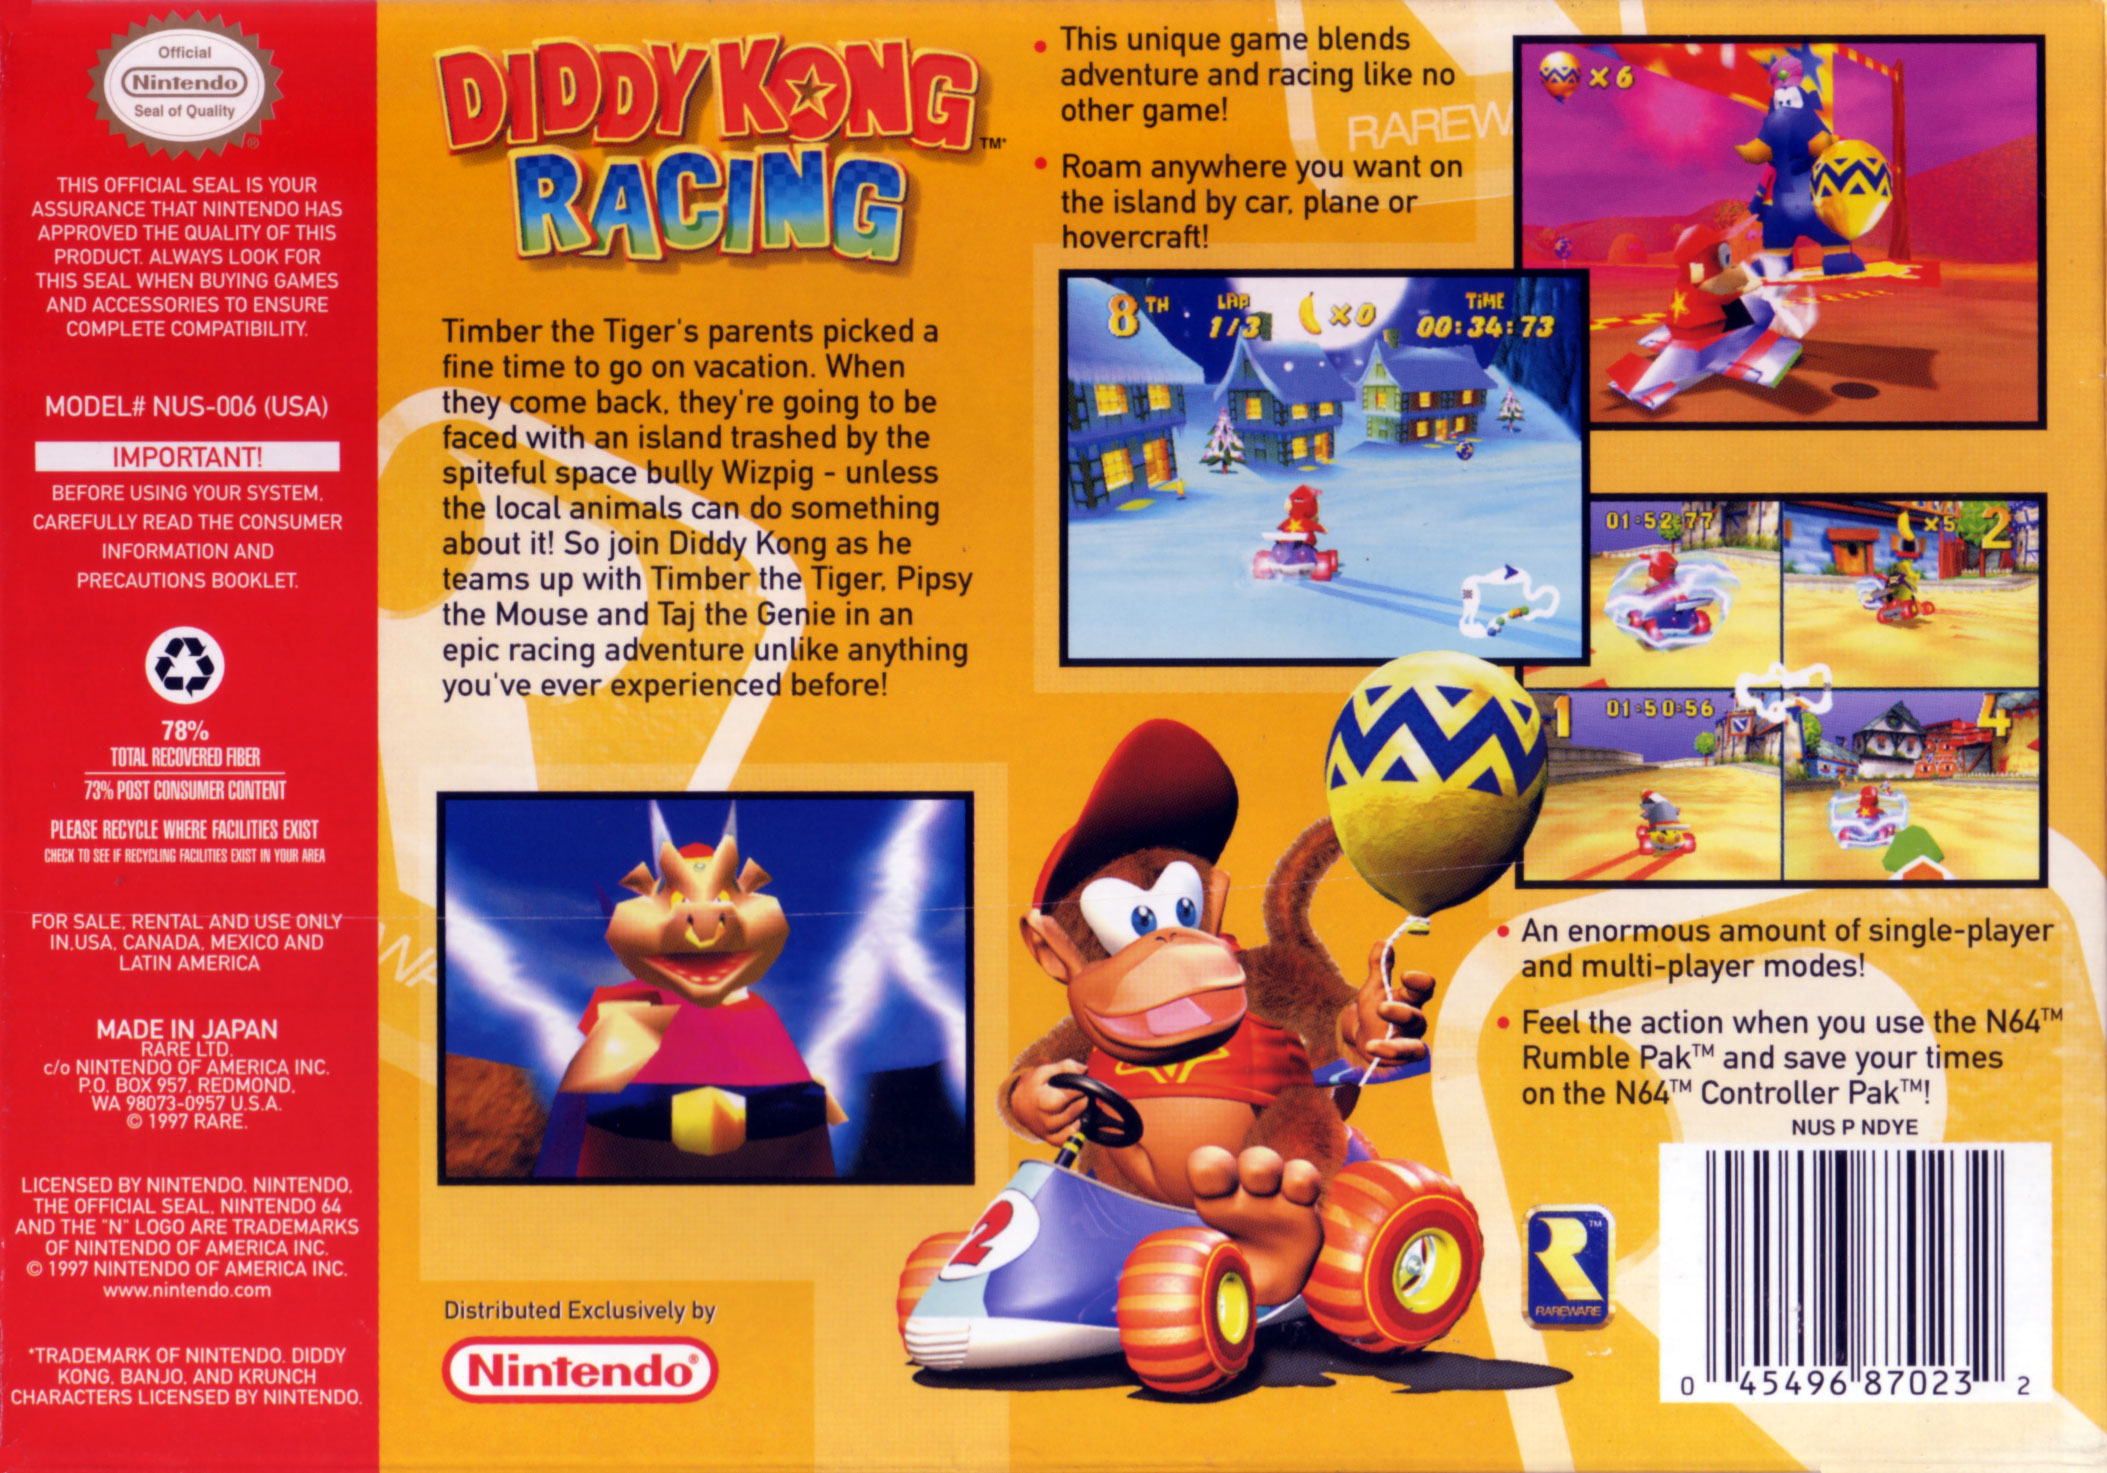 Official
Nintendo
Seal of Quality
®
THIS OFFICIAL SEAL IS YOUR
ASSURANCE THAT NINTENDO HAS
APPROVED THE QUALITY OF THIS
PRODUCT. ALWAYS LOOK FOR
THIS SEAL WHEN BUYING GAMES
AND ACCESSORIES TO ENSURE
COMPLETE COMPATIBILITY.
MODEL# NUS-006 (USA)
IMPORTANT!
BEFORE USING YOUR SYSTEM,
CAREFULLY READ THE CONSUMER
INFORMATION AND
PRECAUTIONS BOOKLET.
78%
TOTAL RECOVERED FIBER
73% POST CONSUMER CONTENT
PLEASE RECYCLE WHERE FACILITIES EXIST
CHECK TO SEE IF RECYCLING FACILITIES EXIST IN YOUR AREA
FOR SALE, RENTAL AND USE ONLY
IN,USA, CANADA, MEXICO AND
LATIN AMERICA
MADE IN JAPAN
RARE LTD.
c/o NINTENDO OF AMERICA INC.
P.O. BOX 957, REDMOND,
WA 98073-0957 U.S.A.
© 1997 RARE.
LICENSED BY NINTENDO. NINTENDO,
THE OFFICIAL SEAL, NINTENDO 64
AND THE "N" LOGO ARE TRADEMARKS
OF NINTENDO OF AMERICA INC.
© 1997 NINTENDO OF AMERICA INC.
www.nintendo.com
*TRADEMARK OF NINTENDO. DIDDY
KONG, BANJO, AND KRUNCH
CHARACTERS LICENSED BY NINTENDO.
DIDDY KONG
RACING
TM*
Timber the Tiger's parents picked a
fine time to go on vacation. When
they come back, they're going to be
faced with an island trashed by the
spiteful space bully Wizpig - unless
the local animals can do something
about it! So join Diddy Kong as he
teams up with Timber the Tiger, Pipsy
the Mouse and Taj the Genie in an
epic racing adventure unlike anything
you've ever experienced before!
Distributed Exclusively by
Nintendo®
• This unique game blends
adventure and racing like no
other game!
• Roam anywhere you want on
the island by car, plane or
hovercraft!
RAREW
×6
8TH LAP ×0 TIME
1/3 00:34:73
01:52:77 ×5 2
1 01:50:56 4
2
• An enormous amount of single-player
and multi-player modes!
• Feel the action when you use the N64™
Rumble Pak™ and save your times
on the N64™ Controller Pak™!
NUS P NDYE
R
TM
RAREWARE
0 45496 87023 2